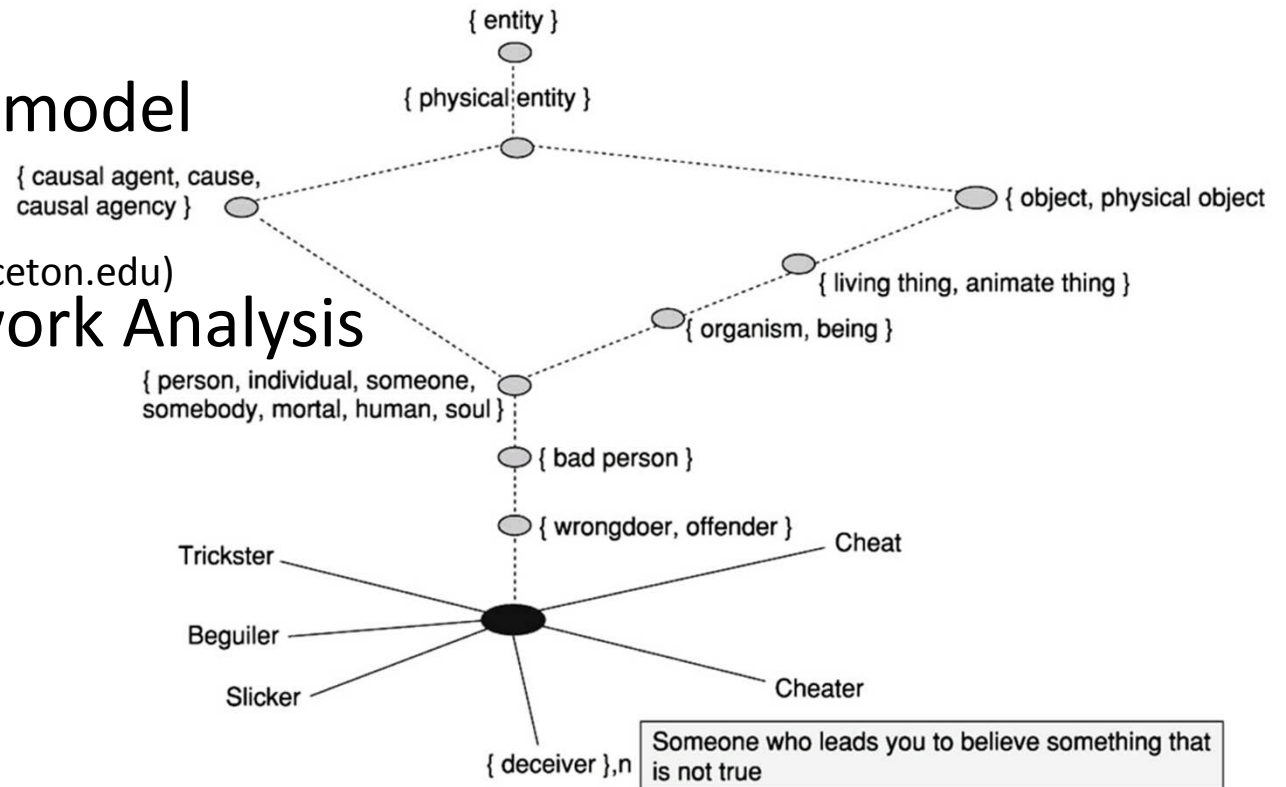 { entity }
model
{ physical entity }
{ causal agent, cause,
causal agency }
{ object, physical object
ceton.edu)
{ living thing, animate thing }
work Analysis
{ organism, being }
{ person, individual, someone,
somebody, mortal, human, soul }
{ bad person }
{ wrongdoer, offender }
Cheat
Trickster
Beguiler
Slicker
Cheater
{ deceiver },n
Someone who leads you to believe something that
is not true